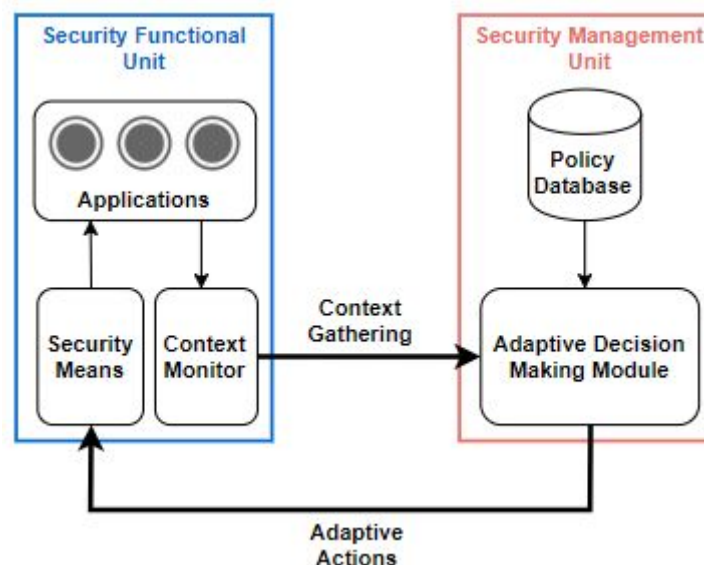 Security Functional
Unit
Applications
Security
Means
Context
Monitor
Context
Gathering
Security Management
Unit
Policy
Database
Adaptive Decision
Making Module
Adaptive
Actions